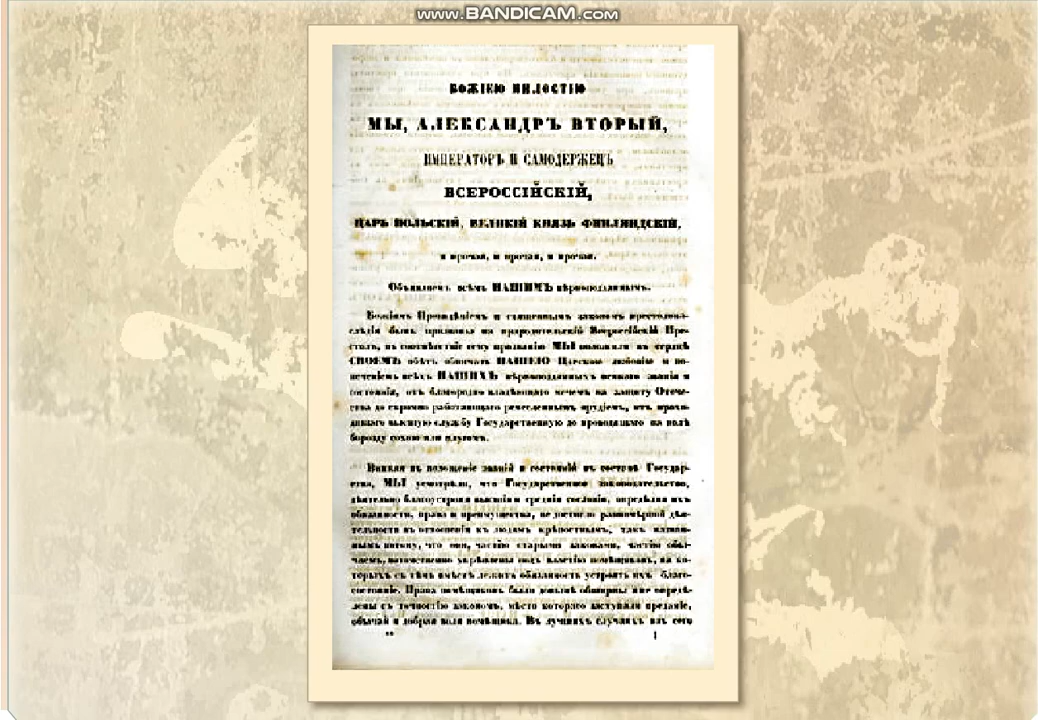 www.BANDICAM.com
БОЖІЕЮ МИЛОСТІЮ
МЫ, АЛЕКСАНДРЪ ВТОРЫЙ,
ИМПЕРАТОРЪ И САМОДЕРЖЕЦЪ
ВСЕРОССІЙСКІЙ,
ЦАРЬ ПОЛЬСКІЙ, ВЕЛИКІЙ КНЯЗЬ ФИНЛЯНДСКІЙ,
и прочая, и прочая, и прочая.
Объявляемъ всѣмъ НАШИМЪ вѣрноподданнымъ.
Божіимъ Провидѣніемъ и священнымъ закономъ престолона-
слѣдія бывъ призваны на прародительскій Всероссійскій Пре-
столъ, въ соотвѣтствіе сему призванію МЫ положили въ сердцѣ
СВОЕМЪ обѣтъ обнимать НАШЕЮ Царскою любовію и по-
печеніемъ всѣхъ НАШИХЪ вѣрноподданныхъ всякаго званія и
состоянія, отъ благородно владѣющаго мечемъ на защиту Отече-
ства до скромно работающаго ремесленнымъ орудіемъ, отъ прохо-
дящаго высшую службу Государственную до проводящаго на полѣ
борозду сохою или плугомъ.
Вникая въ положеніе званій и состояній въ составѣ Государ-
ства, МЫ усмотрѣли, что Государственное законодательство,
дѣятельно благоустрояя высшія и среднія сословія, опредѣляя ихъ
обязанности, права и преимущества, не достигло равномѣрной дѣя-
тельности въ отношеніи къ людямъ крѣпостнымъ, такъ назван-
нымъ потому, что они, частію старыми законами, частію обы-
чаемъ, потомственно укрѣплены подъ властію помѣщиковъ, на ко-
торыхъ съ тѣмъ вмѣстѣ лежитъ обязанность устроять ихъ благо-
состояніе. Права помѣщиковъ были донынѣ обширны и не опредѣ-
лены съ точностію закономъ, мѣсто котораго заступали преданіе,
обычай и добрая воля помѣщика. Въ лучшихъ случаяхъ изъ сего
1